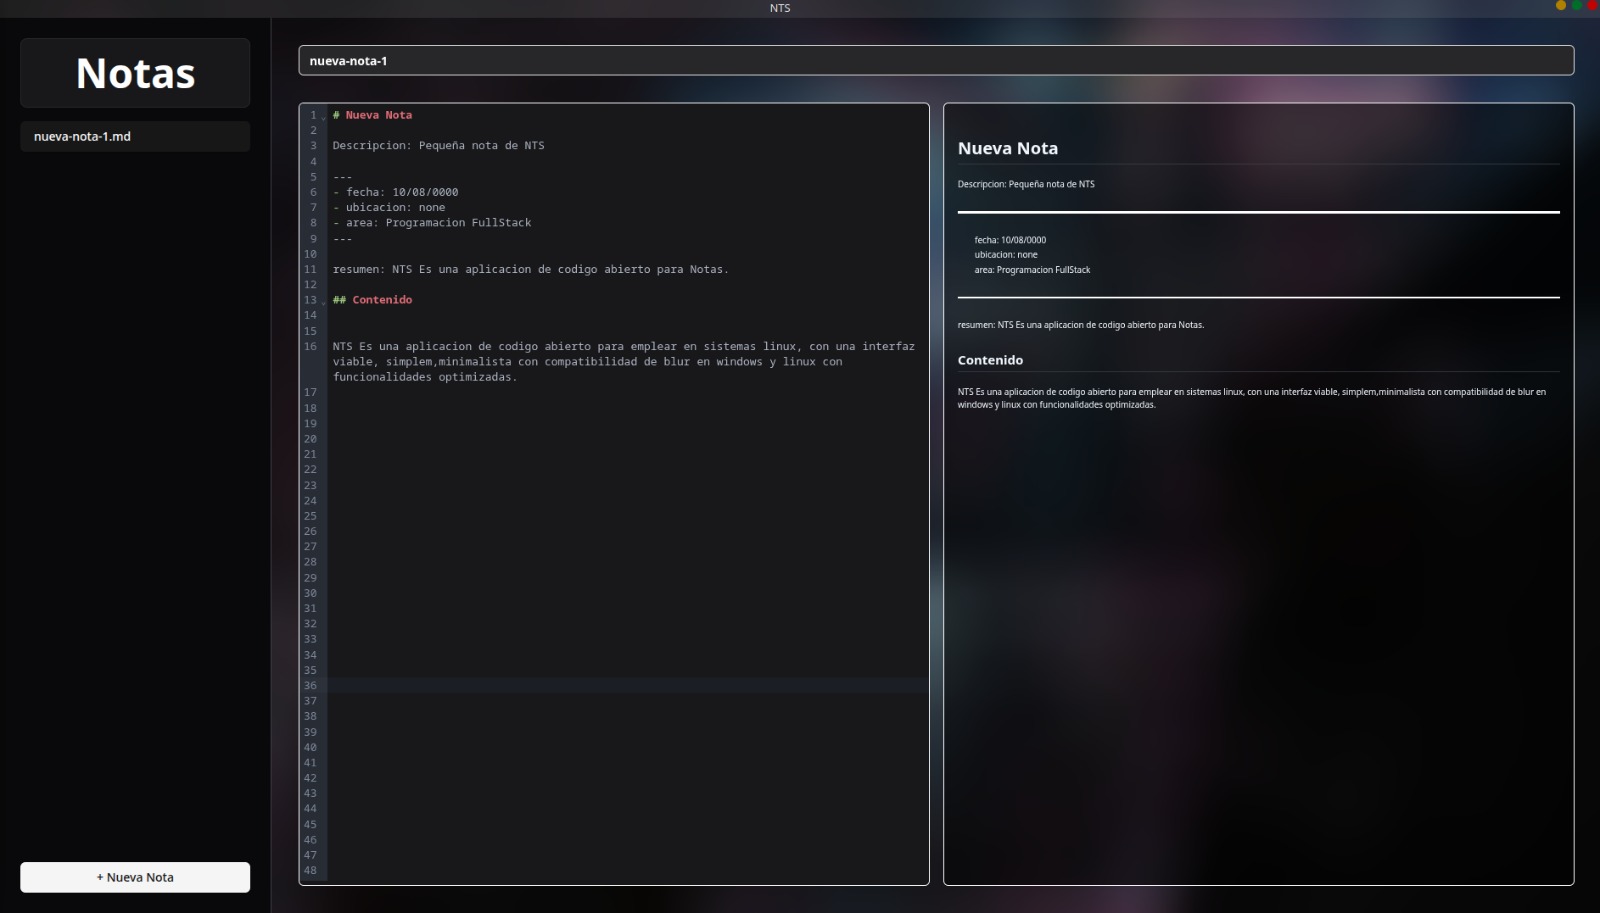 NTS
Notas
nueva-nota-1.md
+ Nueva Nota
nueva-nota-1
1 # Nueva Nota
2
3 Descripcion: Pequeña nota de NTS
4
5 ---
6 - fecha: 10/08/0000
7 - ubicacion: none
8 - area: Programacion FullStack
9 ---
10
11 resumen: NTS Es una aplicacion de codigo abierto para Notas.
12
13 ## Contenido
14
15
16 NTS Es una aplicacion de codigo abierto para emplear en sistemas linux, con una interfaz
viable, simplem,minimalista con compatibilidad de blur en windows y linux con
funcionalidades optimizadas.
17
18
19
20
21
22
23
24
25
26
27
28
29
30
31
32
33
34
35
36
37
38
39
40
41
42
43
44
45
46
47
48
Nueva Nota
Descripcion: Pequeña nota de NTS
fecha: 10/08/0000
ubicacion: none
area: Programacion FullStack
resumen: NTS Es una aplicacion de codigo abierto para Notas.
Contenido
NTS Es una aplicacion de codigo abierto para emplear en sistemas linux, con una interfaz viable, simplem,minimalista con compatibilidad de blur en
windows y linux con funcionalidades optimizadas.